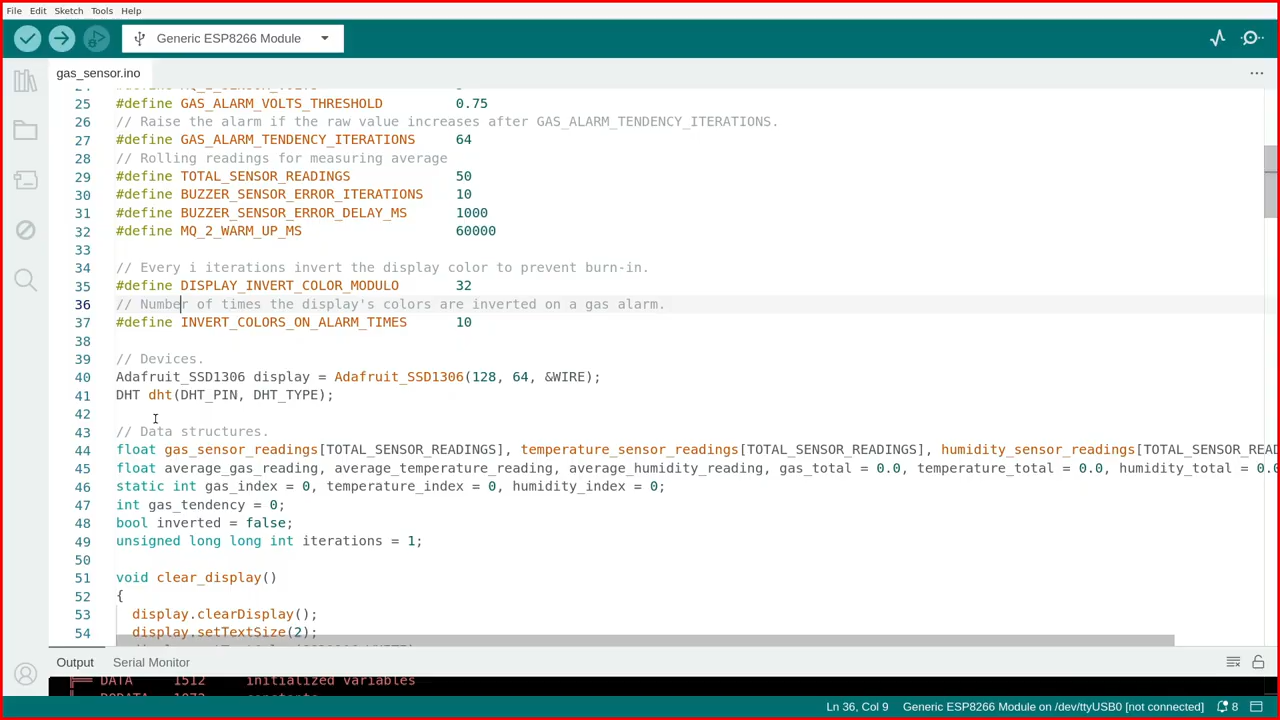 File Edit Sketch Tools Help
Generic ESP8266 Module
gas_sensor.ino
25 #define GAS_ALARM_VOLTS_THRESHOLD 0.75
26 // Raise the alarm if the raw value increases after GAS_ALARM_TENDENCY_ITERATIONS.
27 #define GAS_ALARM_TENDENCY_ITERATIONS 64
28 // Rolling readings for measuring average
29 #define TOTAL_SENSOR_READINGS 50
30 #define BUZZER_SENSOR_ERROR_ITERATIONS 10
31 #define BUZZER_SENSOR_ERROR_DELAY_MS 1000
32 #define MQ_2_WARM_UP_MS 60000
33
34 // Every i iterations invert the display color to prevent burn-in.
35 #define DISPLAY_INVERT_COLOR_MODULO 32
36 // Number of times the display's colors are inverted on a gas alarm.
37 #define INVERT_COLORS_ON_ALARM_TIMES 10
38
39 // Devices.
40 Adafruit_SSD1306 display = Adafruit_SSD1306(128, 64, &WIRE);
41 DHT dht(DHT_PIN, DHT_TYPE);
42
43 // Data structures.
44 float gas_sensor_readings[TOTAL_SENSOR_READINGS], temperature_sensor_readings[TOTAL_SENSOR_READINGS], humidity_sensor_readings[TOTAL_SENSOR_READ
45 float average_gas_reading, average_temperature_reading, average_humidity_reading, gas_total = 0.0, temperature_total = 0.0, humidity_total = 0.0
46 static int gas_index = 0, temperature_index = 0, humidity_index = 0;
47 int gas_tendency = 0;
48 bool inverted = false;
49 unsigned long long int iterations = 1;
50
51 void clear_display()
52 {
53 display.clearDisplay();
54 display.setTextSize(2);
Output Serial Monitor
DATA 1512 initialized variables
Ln 36, Col 9 Generic ESP8266 Module on /dev/ttyUSB0 [not connected] 8